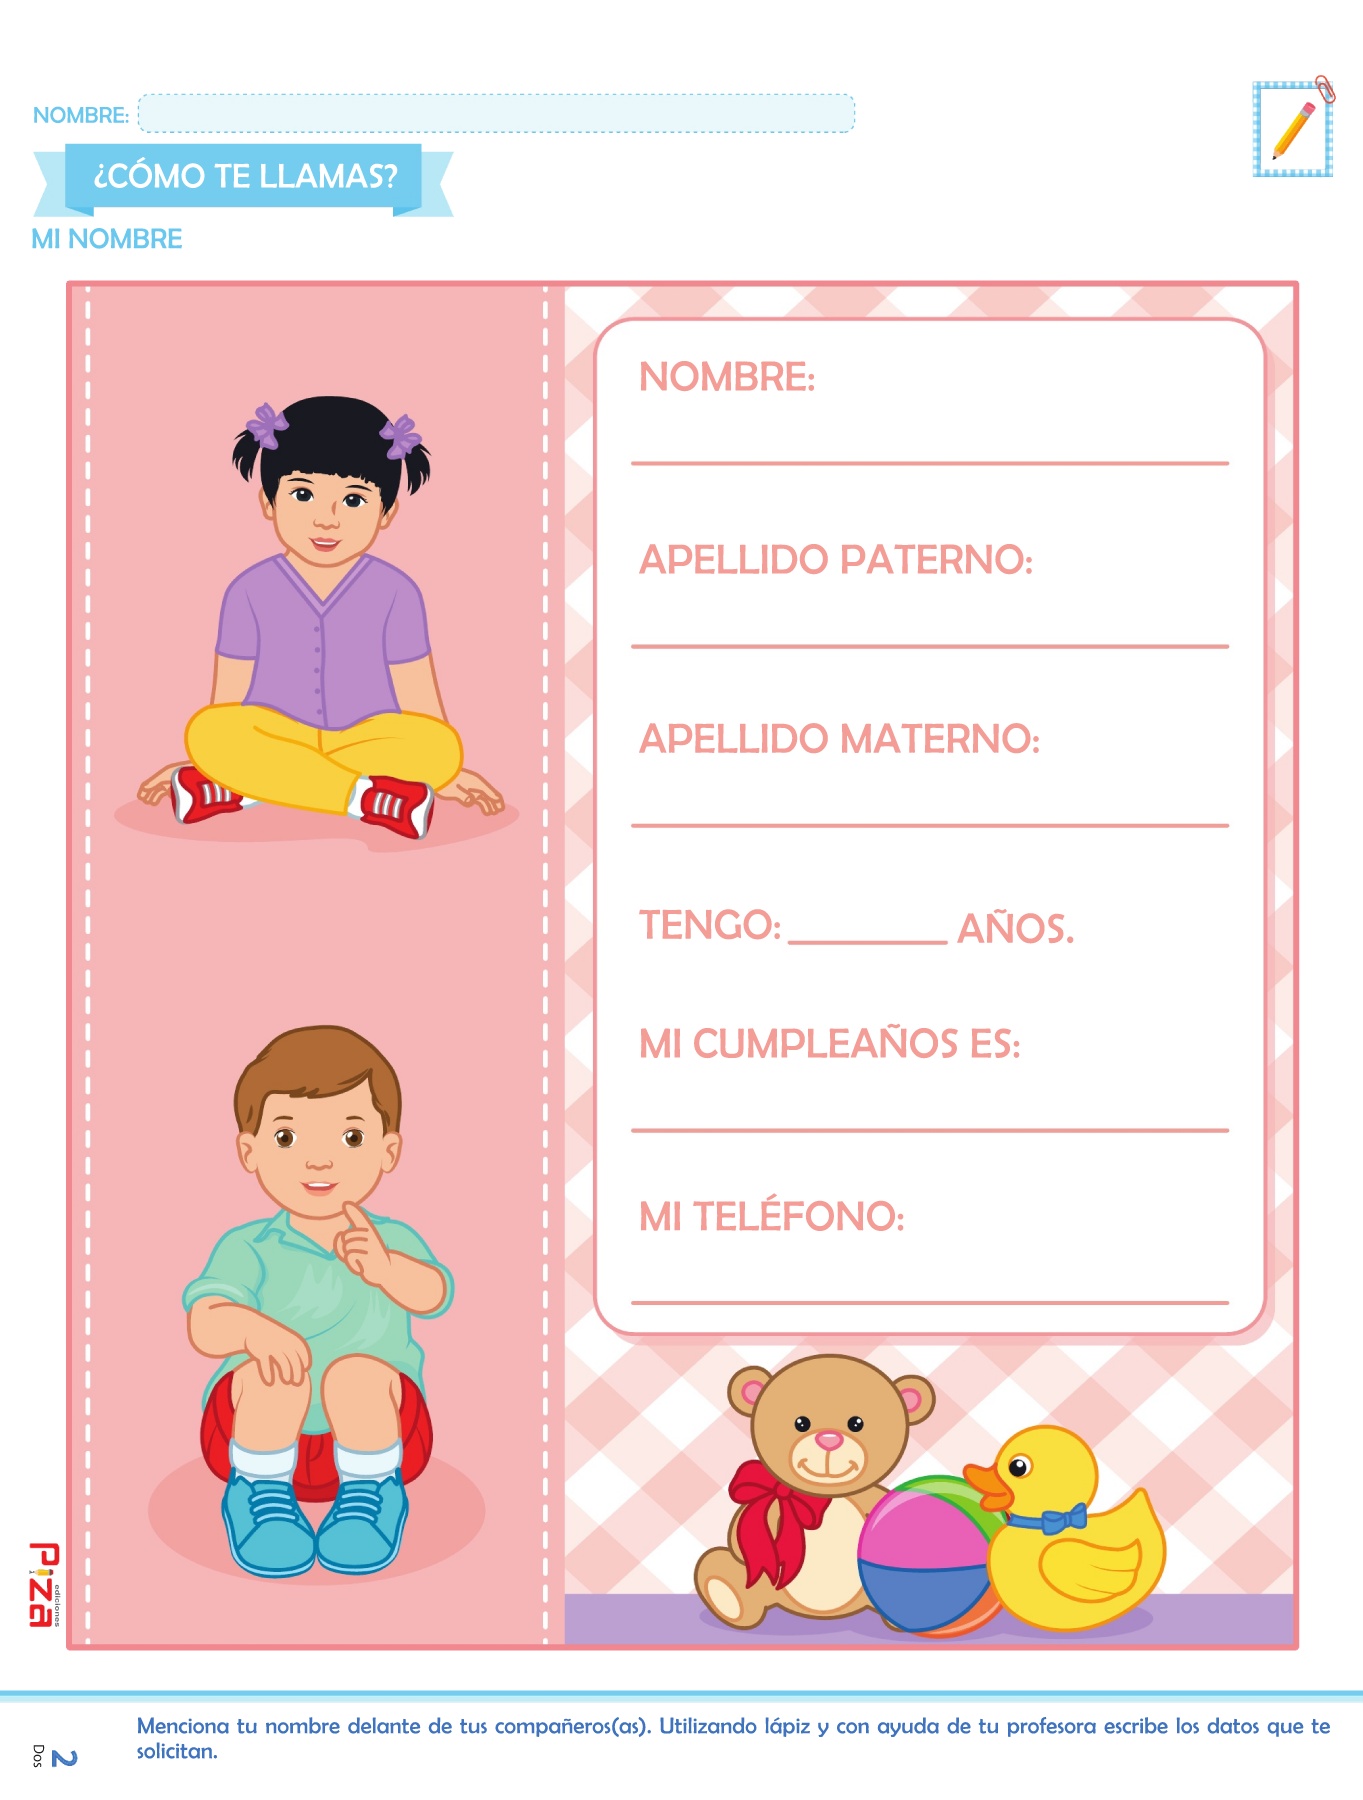 NOMBRE:
¿CÓMO TE LLAMAS?
MI NOMBRE
NOMBRE:
APELLIDO PATERNO:
APELLIDO MATERNO:
TENGO: ________ AÑOS.
MI CUMPLEAÑOS ES:
MI TELÉFONO:
Piza
ediciones
Menciona tu nombre delante de tus compañeros(as). Utilizando lápiz y con ayuda de tu profesora escribe los datos que te
solicitan.
2
Dos